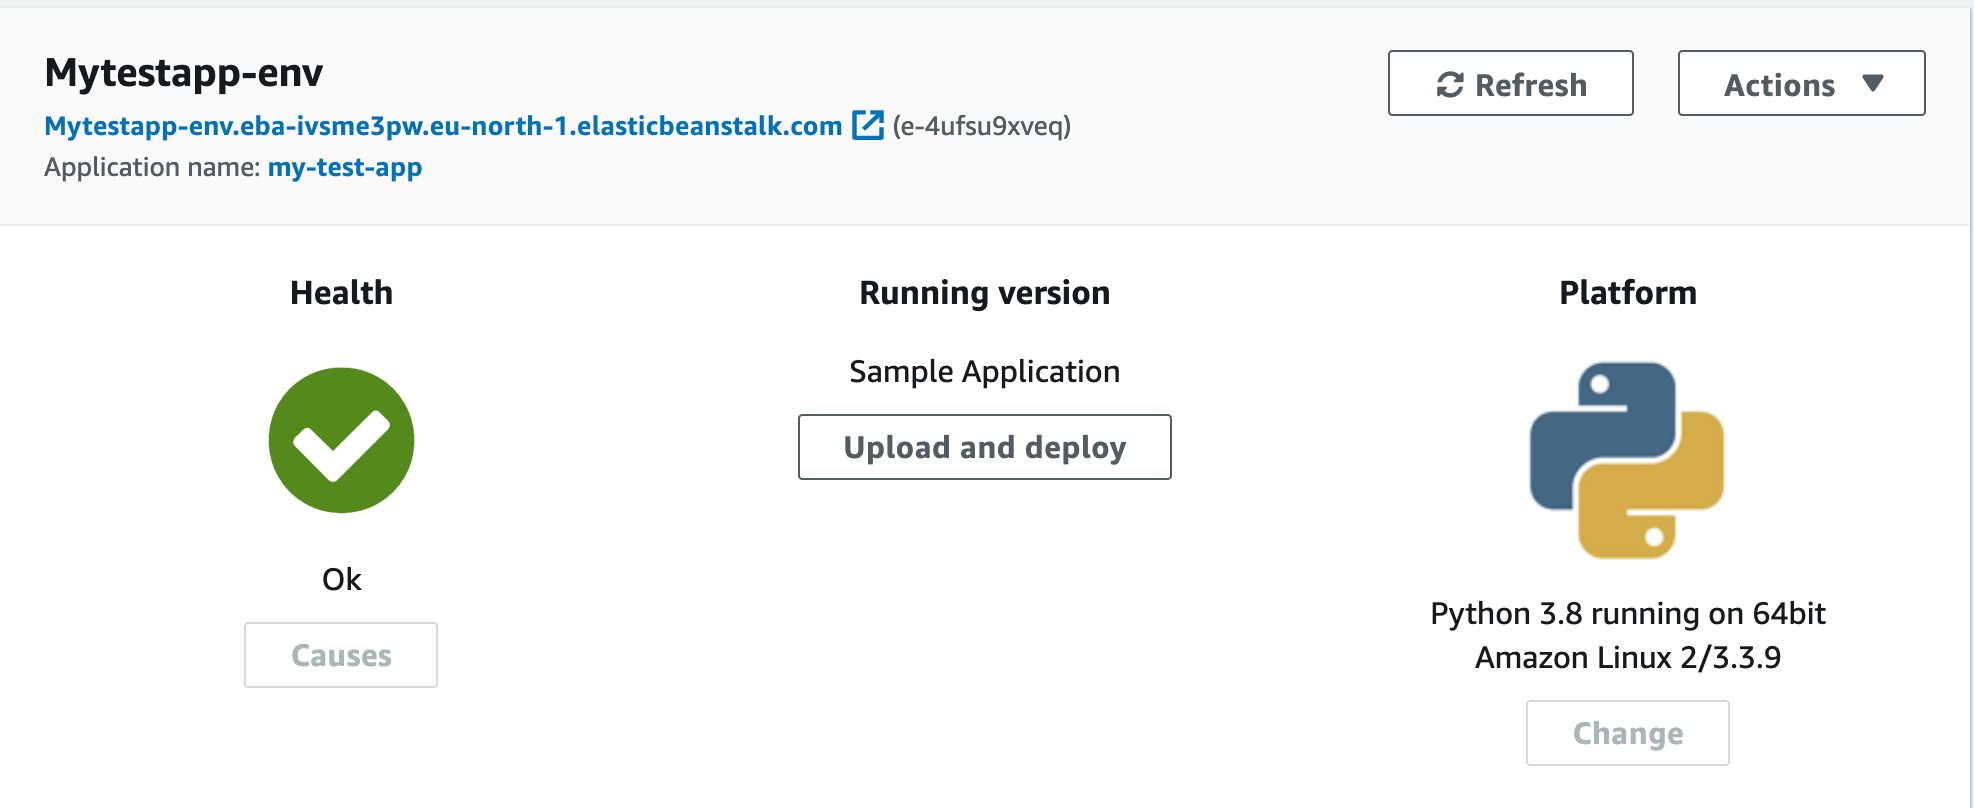 Mytestapp-env
Mytestapp-env.eba-ivsme3pw.eu-north-1.elasticbeanstalk.com (e-4ufsu9xveq)
Application name: my-test-app
Refresh
Actions
Health
Ok
Causes
Running version
Sample Application
Upload and deploy
Platform
Python 3.8 running on 64bit
Amazon Linux 2/3.3.9
Change